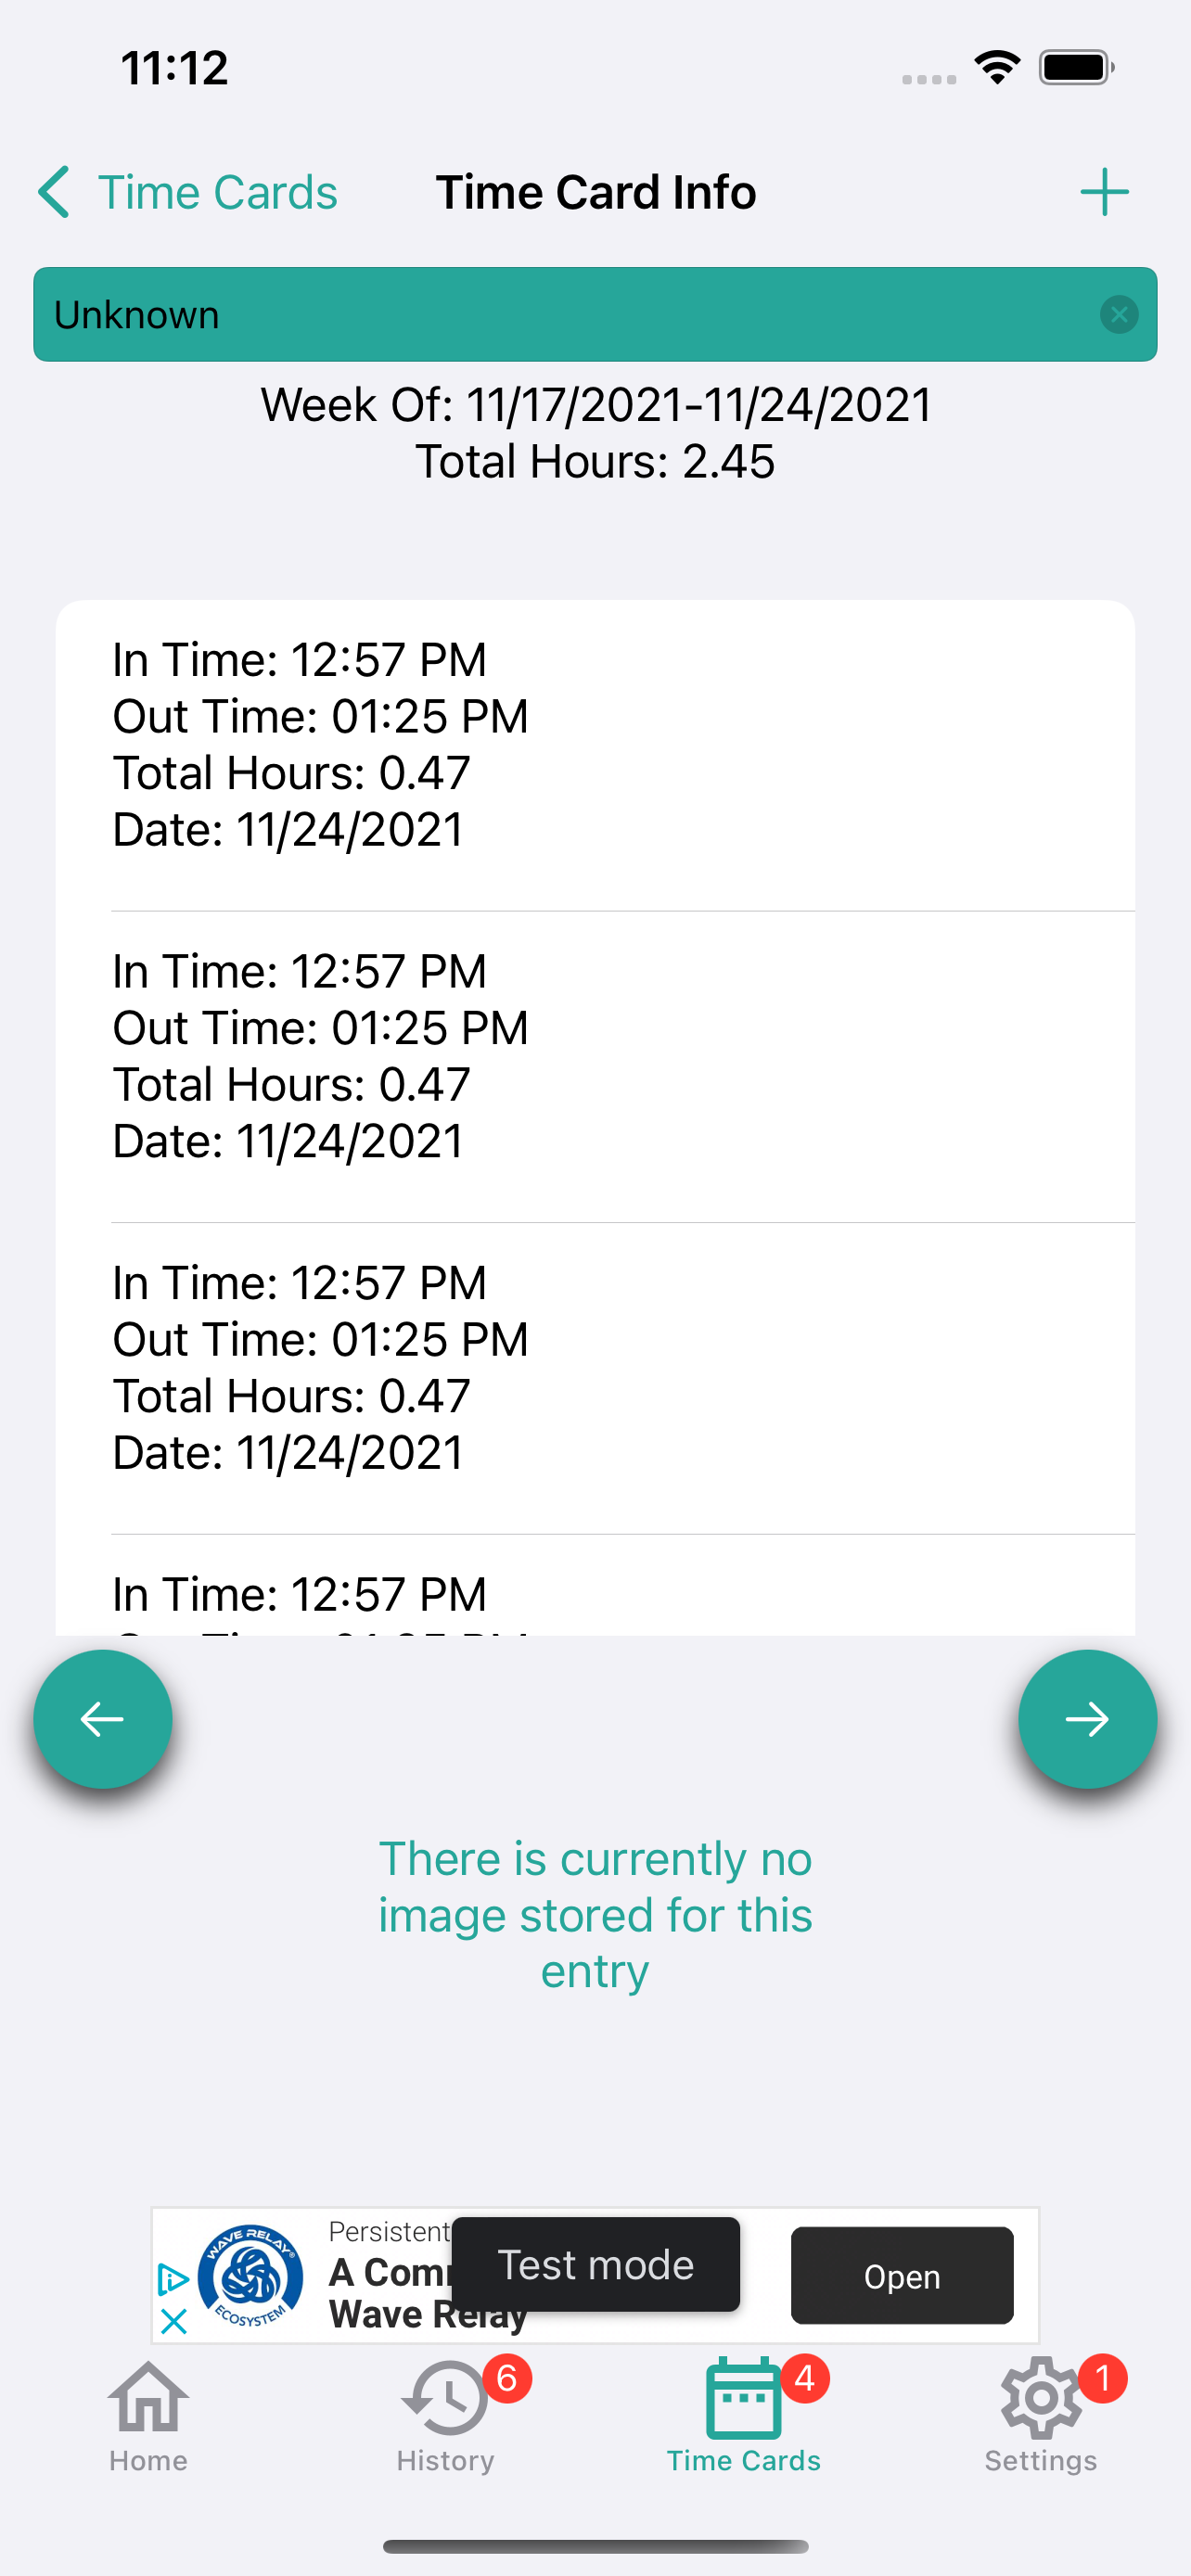 11:12
Time Cards
Time Card Info
Unknown
Week Of: 11/17/2021-11/24/2021
Total Hours: 2.45
In Time: 12:57 PM
Out Time: 01:25 PM
Total Hours: 0.47
Date: 11/24/2021
In Time: 12:57 PM
Out Time: 01:25 PM
Total Hours: 0.47
Date: 11/24/2021
In Time: 12:57 PM
Out Time: 01:25 PM
Total Hours: 0.47
Date: 11/24/2021
In Time: 12:57 PM
There is currently no
image stored for this
entry
WAVE RELAY®
ECOSYSTEM
Persistent
A
Wave Relay
Test mode
Open
6
4
1
Home
History
Time Cards
Settings